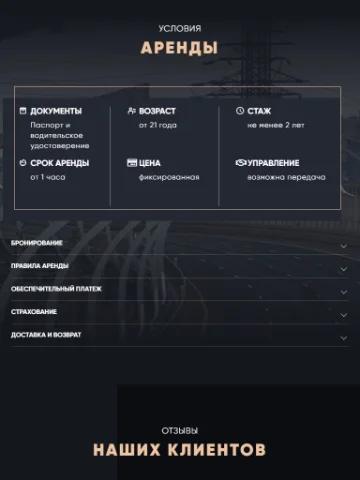 УСЛОВИЯ
АРЕНДЫ
ДОКУМЕНТЫ
Паспорт и
водительское
удостоверение
ВОЗРАСТ
от 21 года
СТАЖ
не менее 2 лет
СРОК АРЕНДЫ
от 1 часа
ЦЕНА
фиксированная
УПРАВЛЕНИЕ
возможна передача
БРОНИРОВАНИЕ
ПРАВИЛА АРЕНДЫ
ОБЕСПЕЧИТЕЛЬНЫЙ ПЛАТЕЖ
СТРАХОВАНИЕ
ДОСТАВКА И ВОЗВРАТ
ОТЗЫВЫ
НАШИХ КЛИЕНТОВ